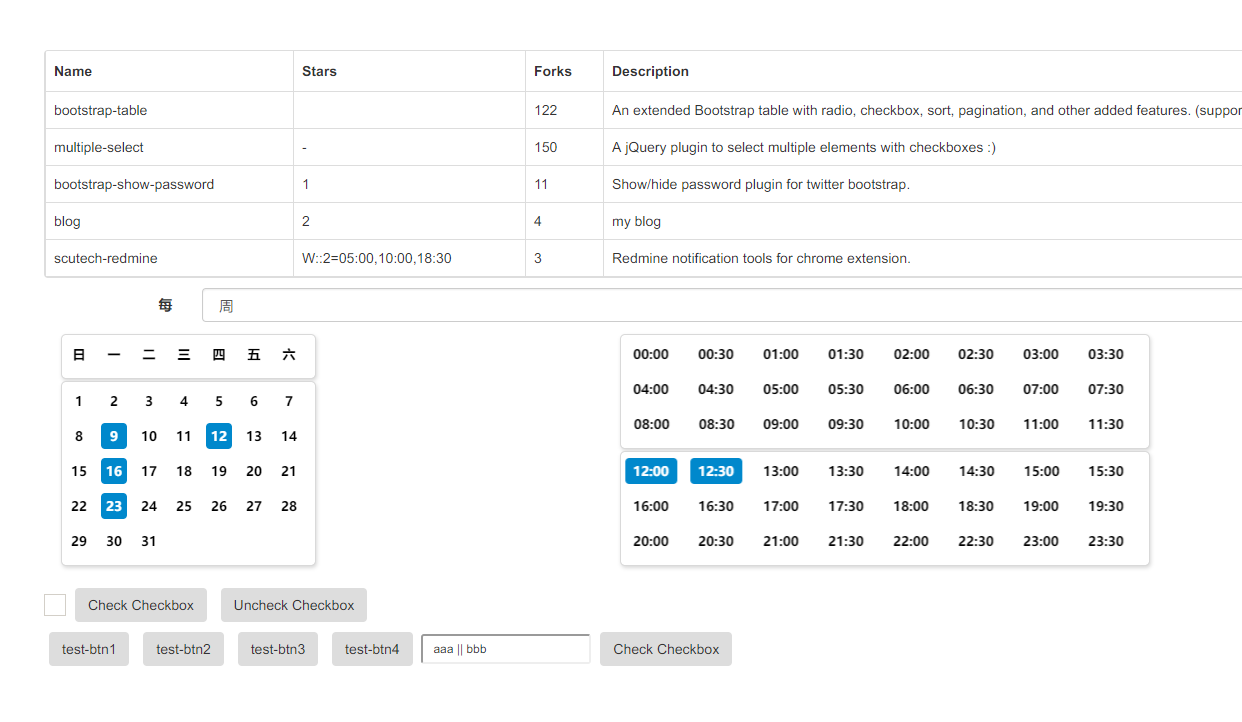 Name Stars Forks Description
bootstrap-table 122 An extended Bootstrap table with radio, checkbox, sort, pagination, and other added features. (suppor
multiple-select - 150 A jQuery plugin to select multiple elements with checkboxes :)
bootstrap-show-password 1 11 Show/hide password plugin for twitter bootstrap.
blog 2 4 my blog
scutech-redmine W::2=05:00,10:00,18:30 3 Redmine notification tools for chrome extension.
每 周
日 一 二 三 四 五 六
1 2 3 4 5 6 7
8 9 10 11 12 13 14
15 16 17 18 19 20 21
22 23 24 25 26 27 28
29 30 31
00:00 00:30 01:00 01:30 02:00 02:30 03:00 03:30
04:00 04:30 05:00 05:30 06:00 06:30 07:00 07:30
08:00 08:30 09:00 09:30 10:00 10:30 11:00 11:30
12:00 12:30 13:00 13:30 14:00 14:30 15:00 15:30
16:00 16:30 17:00 17:30 18:00 18:30 19:00 19:30
20:00 20:30 21:00 21:30 22:00 22:30 23:00 23:30
Check Checkbox Uncheck Checkbox
test-btn1 test-btn2 test-btn3 test-btn4 aaa || bbb Check Checkbox